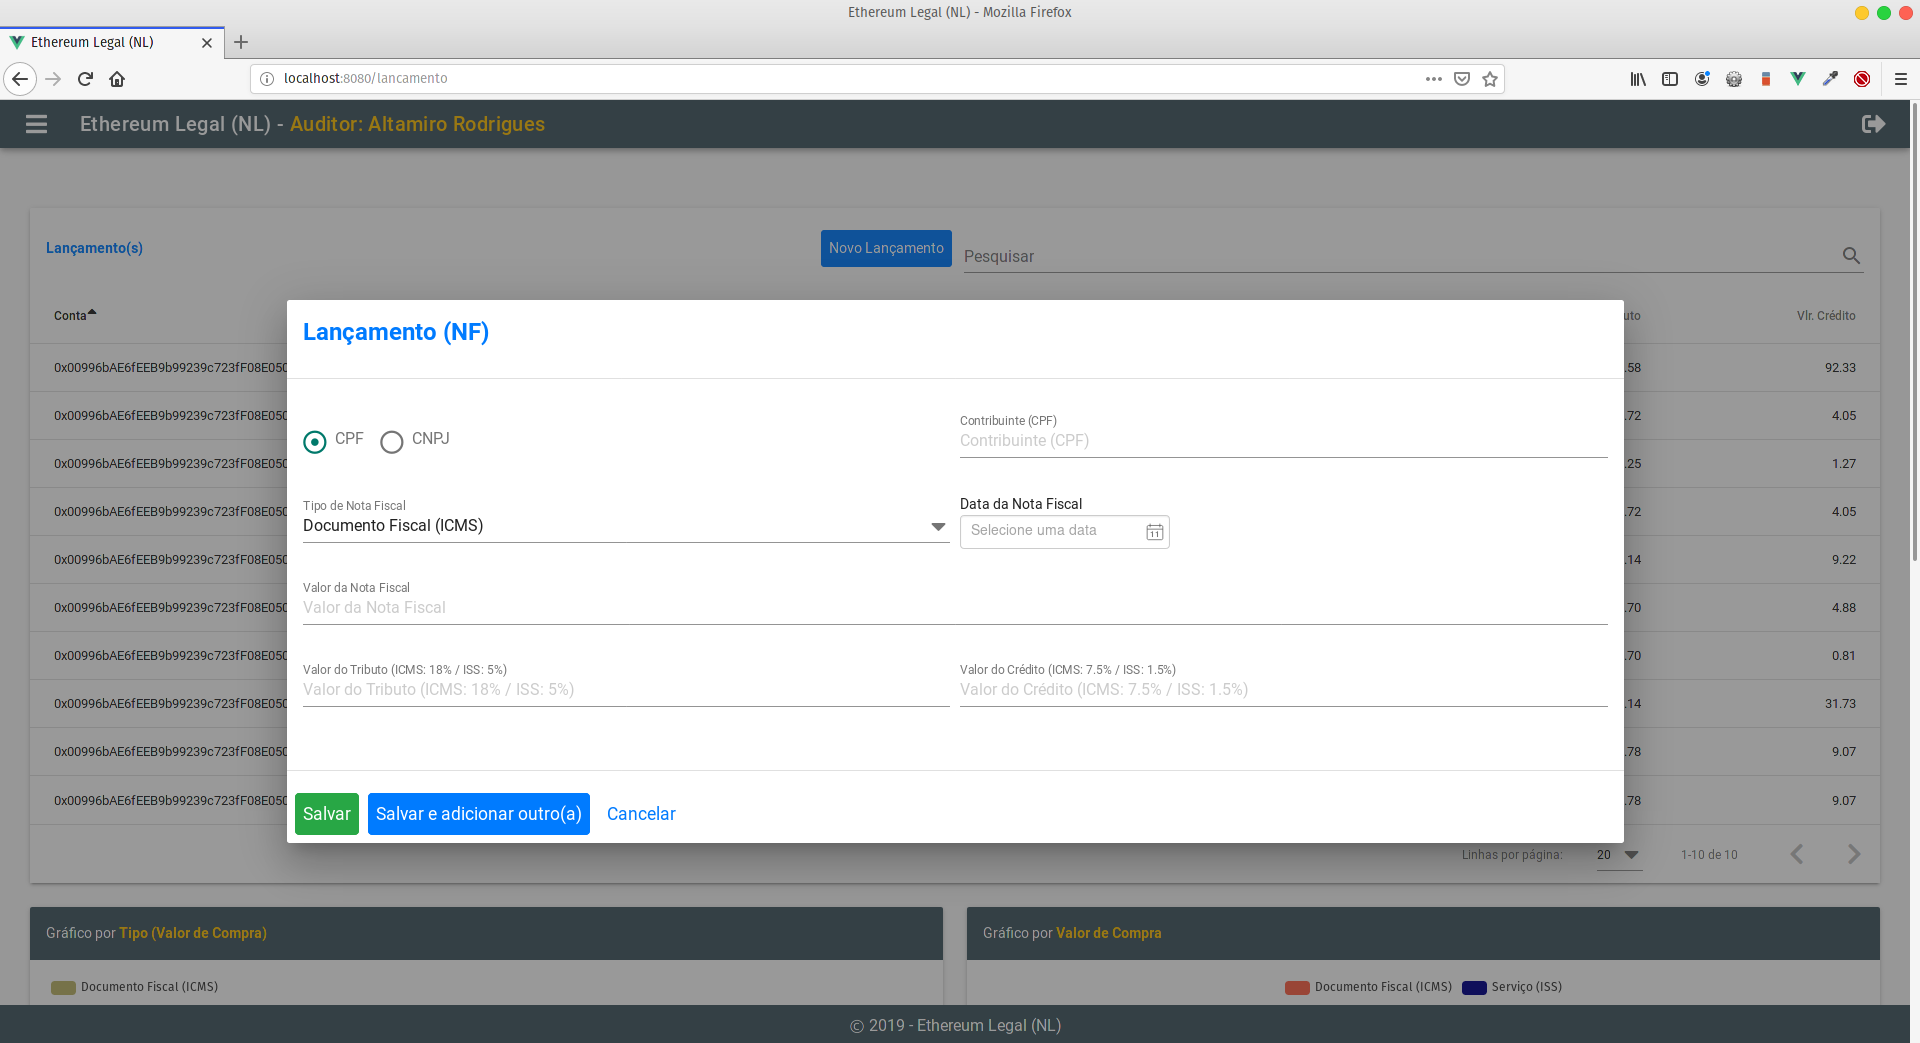 Ethereum Legal (NL) - Mozilla Firefox
Ethereum Legal (NL)
localhost:8080/lancamento
Ethereum Legal (NL) - Auditor: Altamiro Rodrigues
Lançamento(s)
Novo Lançamento
Pesquisar
Conta
uto
Vlr. Crédito
0x00996bAE6fEEB9b99239c723fF08E050
.58
92.33
0x00996bAE6fEEB9b99239c723fF08E050
.72
4.05
0x00996bAE6fEEB9b99239c723fF08E050
.25
1.27
0x00996bAE6fEEB9b99239c723fF08E050
.72
4.05
0x00996bAE6fEEB9b99239c723fF08E050
.14
9.22
0x00996bAE6fEEB9b99239c723fF08E050
.70
4.88
0x00996bAE6fEEB9b99239c723fF08E050
.70
0.81
0x00996bAE6fEEB9b99239c723fF08E050
.14
31.73
0x00996bAE6fEEB9b99239c723fF08E050
.78
9.07
0x00996bAE6fEEB9b99239c723fF08E050
.78
9.07
Lançamento (NF)
CPF
CNPJ
Contribuinte (CPF)
Contribuinte (CPF)
Tipo de Nota Fiscal
Documento Fiscal (ICMS)
Data da Nota Fiscal
Selecione uma data
11
Valor da Nota Fiscal
Valor da Nota Fiscal
Valor do Tributo (ICMS: 18% / ISS: 5%)
Valor do Tributo (ICMS: 18% / ISS: 5%)
Valor do Crédito (ICMS: 7.5% / ISS: 1.5%)
Valor do Crédito (ICMS: 7.5% / ISS: 1.5%)
Salvar
Salvar e adicionar outro(a)
Cancelar
Linhas por página:
20
1-10 de 10
Gráfico por Tipo (Valor de Compra)
Documento Fiscal (ICMS)
Gráfico por Valor de Compra
Documento Fiscal (ICMS)
Serviço (ISS)
© 2019 - Ethereum Legal (NL)